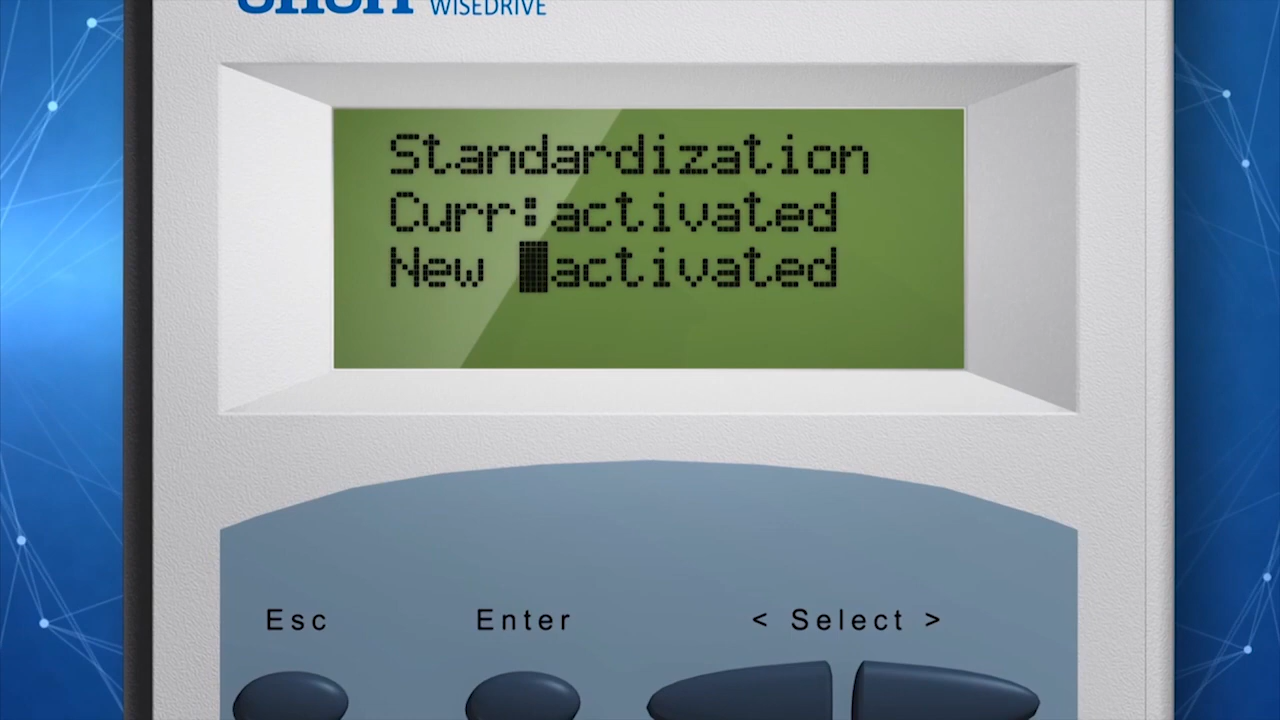 WISEDRIVE
Standardization
Curr:activated
New activated
Esc Enter < Select >